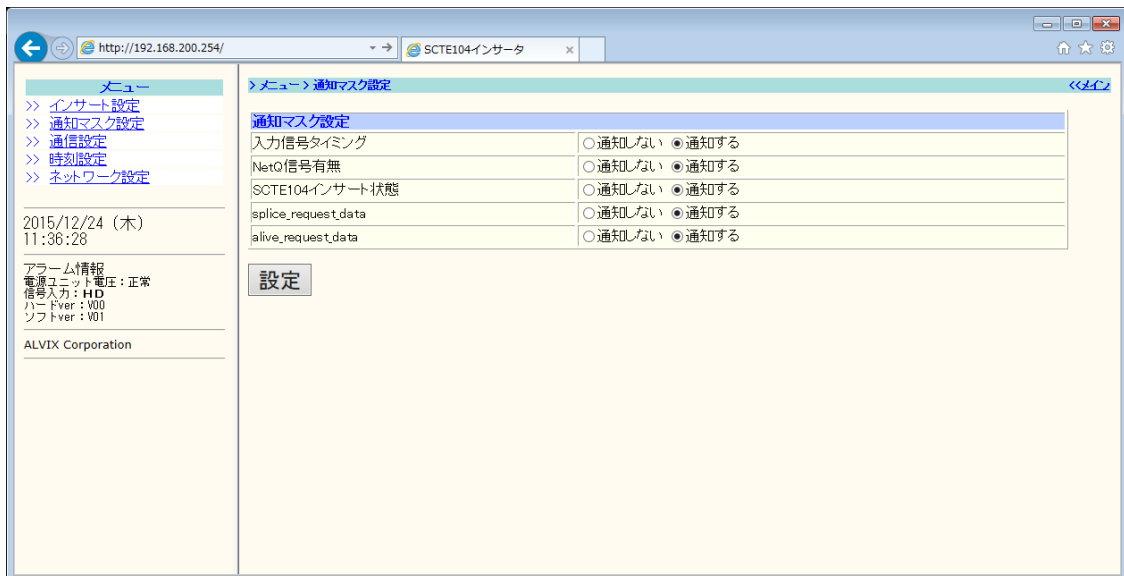 http://192.168.200.254/
SCTE104インサータ
メニュー
>> インサート設定
>> 通知マスク設定
>> 通信設定
>> 時刻設定
>> ネットワーク設定
2015/12/24 (木)
11:36:28
アラーム情報
電源ユニット電圧：正常
信号入力：HD
ハードver：V00
ソフトver：V01
ALVIX Corporation
> メニュー > 通知マスク設定
<<メイン
通知マスク設定
入力信号タイミング ○通知しない ◉通知する
NetQ信号有無 ○通知しない ◉通知する
SCTE104インサート状態 ○通知しない ◉通知する
splice_request_data ○通知しない ◉通知する
alive_request_data ○通知しない ◉通知する
設定